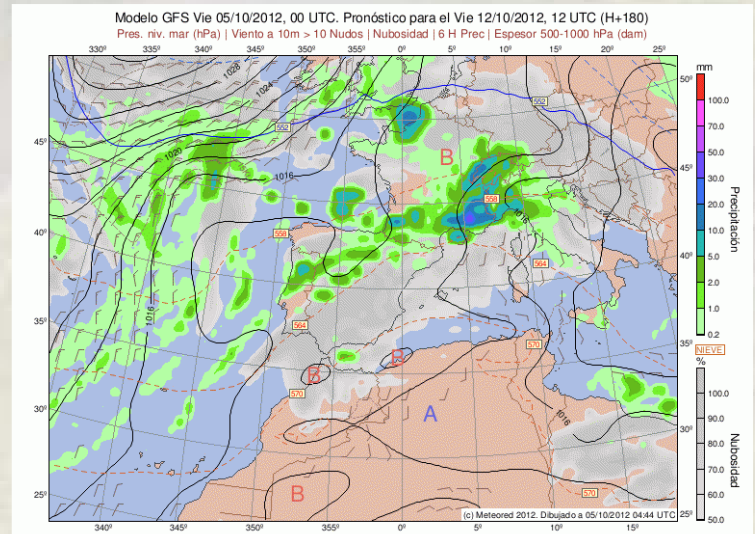 Modelo GFS Vie 05/10/2012, 00 UTC. Pronóstico para el Vie 12/10/2012, 12 UTC (H+180)
Pres. niv. mar (hPa) | Viento a 10m > 10 Nudos | Nubosidad | 6 H Prec | Espesor 500-1000 hPa (dam)
330º 335º 340º 345º 350º 355º 0º 5º 10º 15º 20º 25º
mm
50º
100.0
70.0
50.0
30.0
20.0
10.0
5.0
2.0
1.0
0.2
Precipitación
NIEVE
%
100.0
90.0
80.0
70.0
60.0
50.0
Nubosidad
45º
40º
35º
30º
25º
45º
40º
35º
30º
25º
1028
1024
1020
1016
1016
1016
1016
552
552
558
558
564
564
570
570
570
B
B
B
A
B
(c) Meteored 2012. Dibujado a 05/10/2012 04:44 UTC
340º 345º 350º 355º 0º 5º 10º 15º